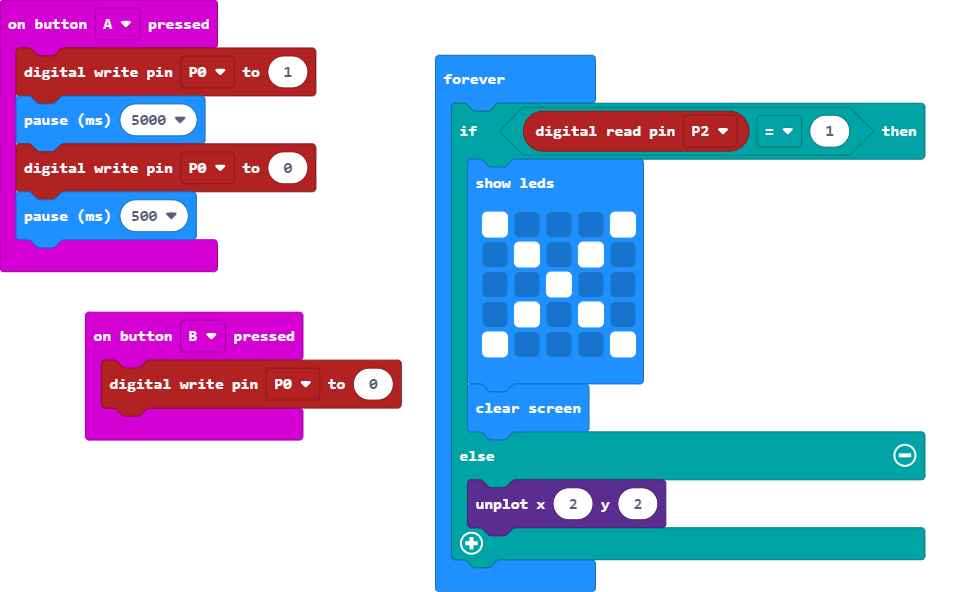 on button A pressed
digital write pin P0 to 1
pause (ms) 5000
digital write pin P0 to 0
pause (ms) 500
on button B pressed
digital write pin P0 to 0
forever
if digital read pin P2 = 1 then
show leds
clear screen
else
unplot x 2 y 2